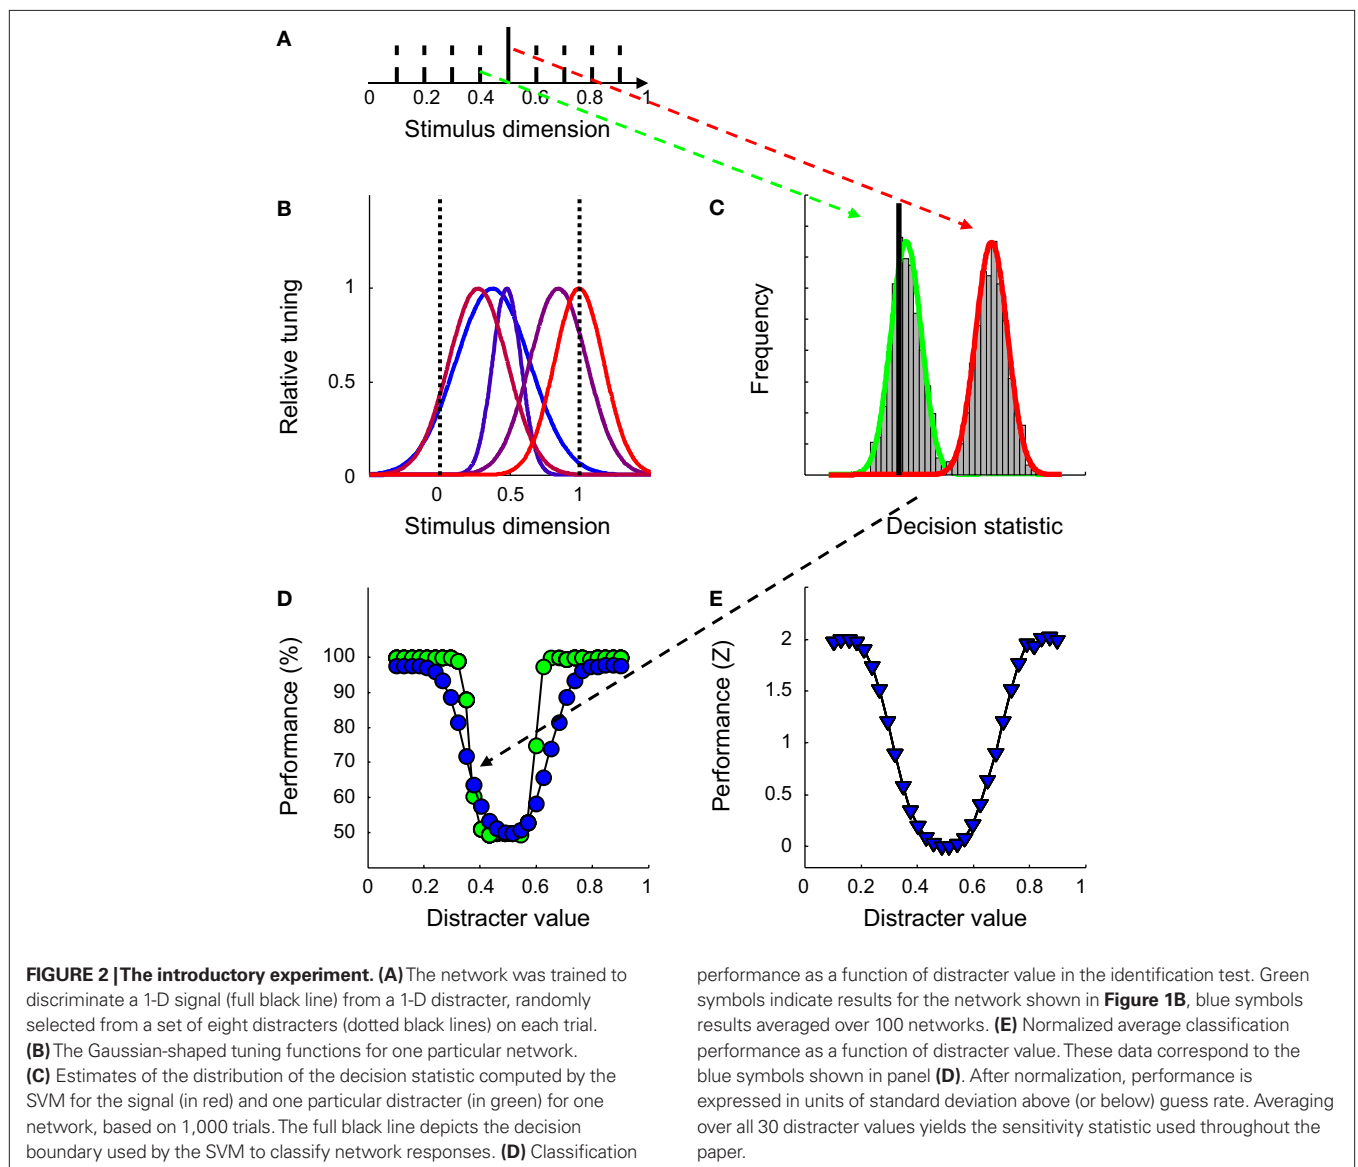 A
0 0.2 0.4 0.6 0.8 1
Stimulus dimension
B
Relative tuning
1
0.5
0
0 0.5 1
Stimulus dimension
C
Frequency
Decision statistic
D
Performance (%)
100
90
80
70
60
50
0 0.2 0.4 0.6 0.8 1
Distracter value
E
Performance (Z)
2
1.5
1
0.5
0
0 0.2 0.4 0.6 0.8 1
Distracter value
FIGURE 2 | The introductory experiment. (A) The network was trained to
discriminate a 1-D signal (full black line) from a 1-D distracter, randomly
selected from a set of eight distracters (dotted black lines) on each trial.
(B) The Gaussian-shaped tuning functions for one particular network.
(C) Estimates of the distribution of the decision statistic computed by the
SVM for the signal (in red) and one particular distracter (in green) for one
network, based on 1,000 trials. The full black line depicts the decision
boundary used by the SVM to classify network responses. (D) Classification
performance as a function of distracter value in the identification test. Green
symbols indicate results for the network shown in Figure 1B, blue symbols
results averaged over 100 networks. (E) Normalized average classification
performance as a function of distracter value. These data correspond to the
blue symbols shown in panel (D). After normalization, performance is
expressed in units of standard deviation above (or below) guess rate. Averaging
over all 30 distracter values yields the sensitivity statistic used throughout the
paper.